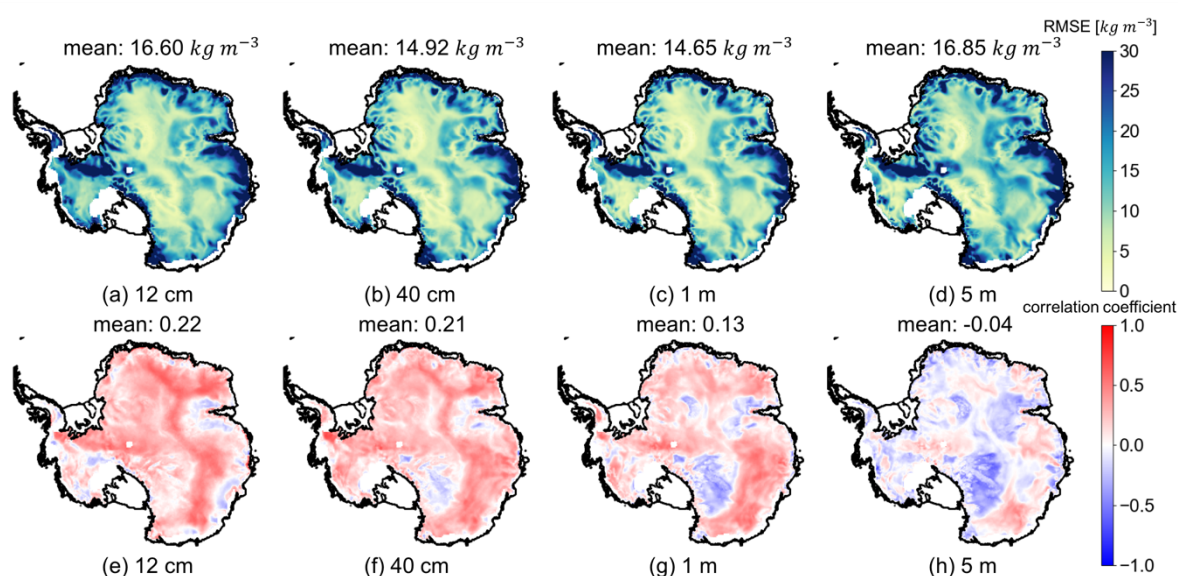 RMSE [kg m⁻³]
mean: 16.60 kg m⁻³
mean: 14.92 kg m⁻³
mean: 14.65 kg m⁻³
mean: 16.85 kg m⁻³
30
25
20
15
10
5
0
(a) 12 cm
(b) 40 cm
(c) 1 m
(d) 5 m
correlation coefficient
mean: 0.22
mean: 0.21
mean: 0.13
mean: -0.04
1.0
0.5
0.0
-0.5
-1.0
(e) 12 cm
(f) 40 cm
(g) 1 m
(h) 5 m